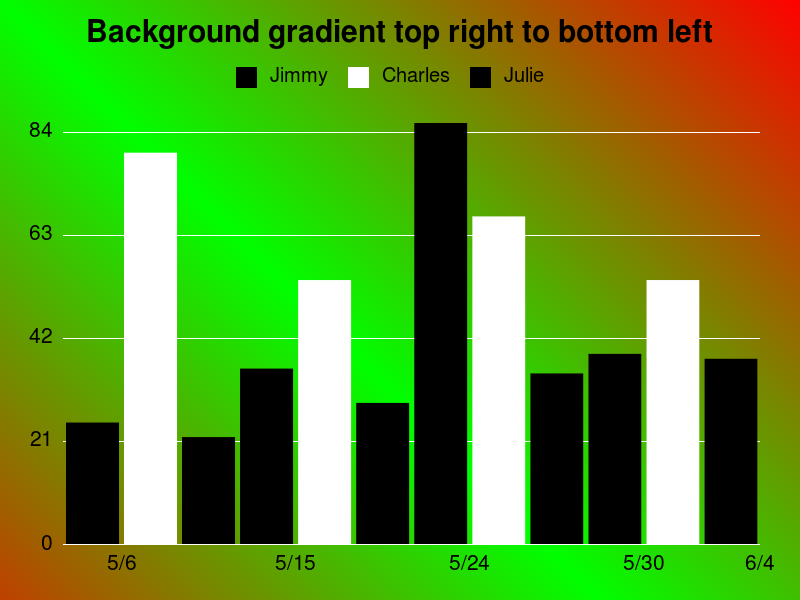 Background gradient top right to bottom left
Jimmy Charles Julie
84
63
42
21
0
5/6 5/15 5/24 5/30 6/4